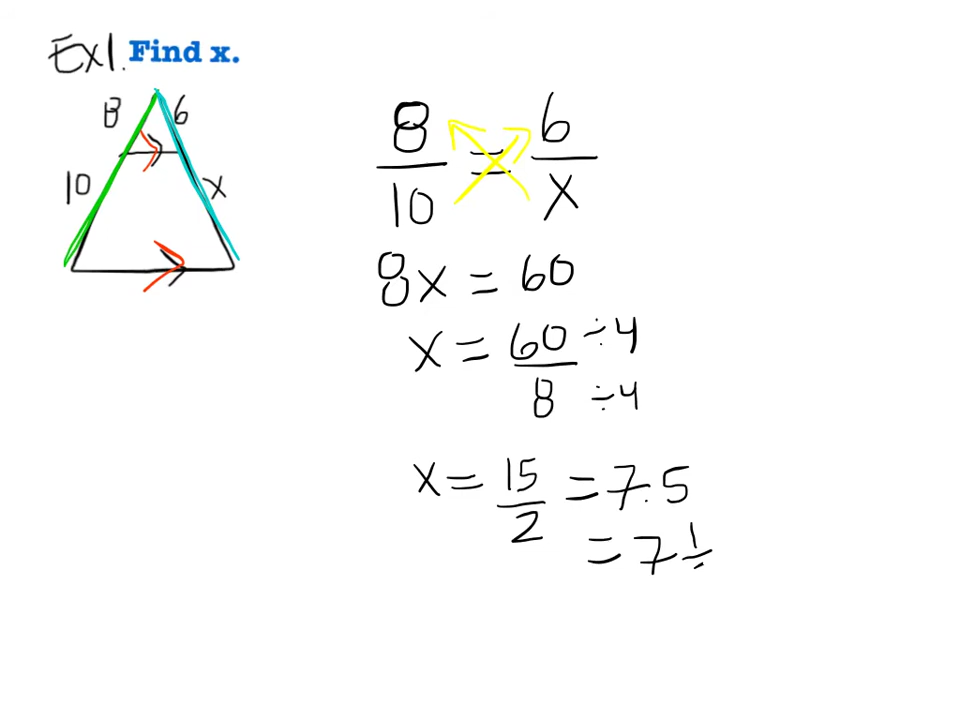 Ex1. Find x.
8 6
10 x
8/10 = 6/x
8x = 60
x = 60/8 ÷4 ÷4
x = 15/2 = 7.5
= 7 1